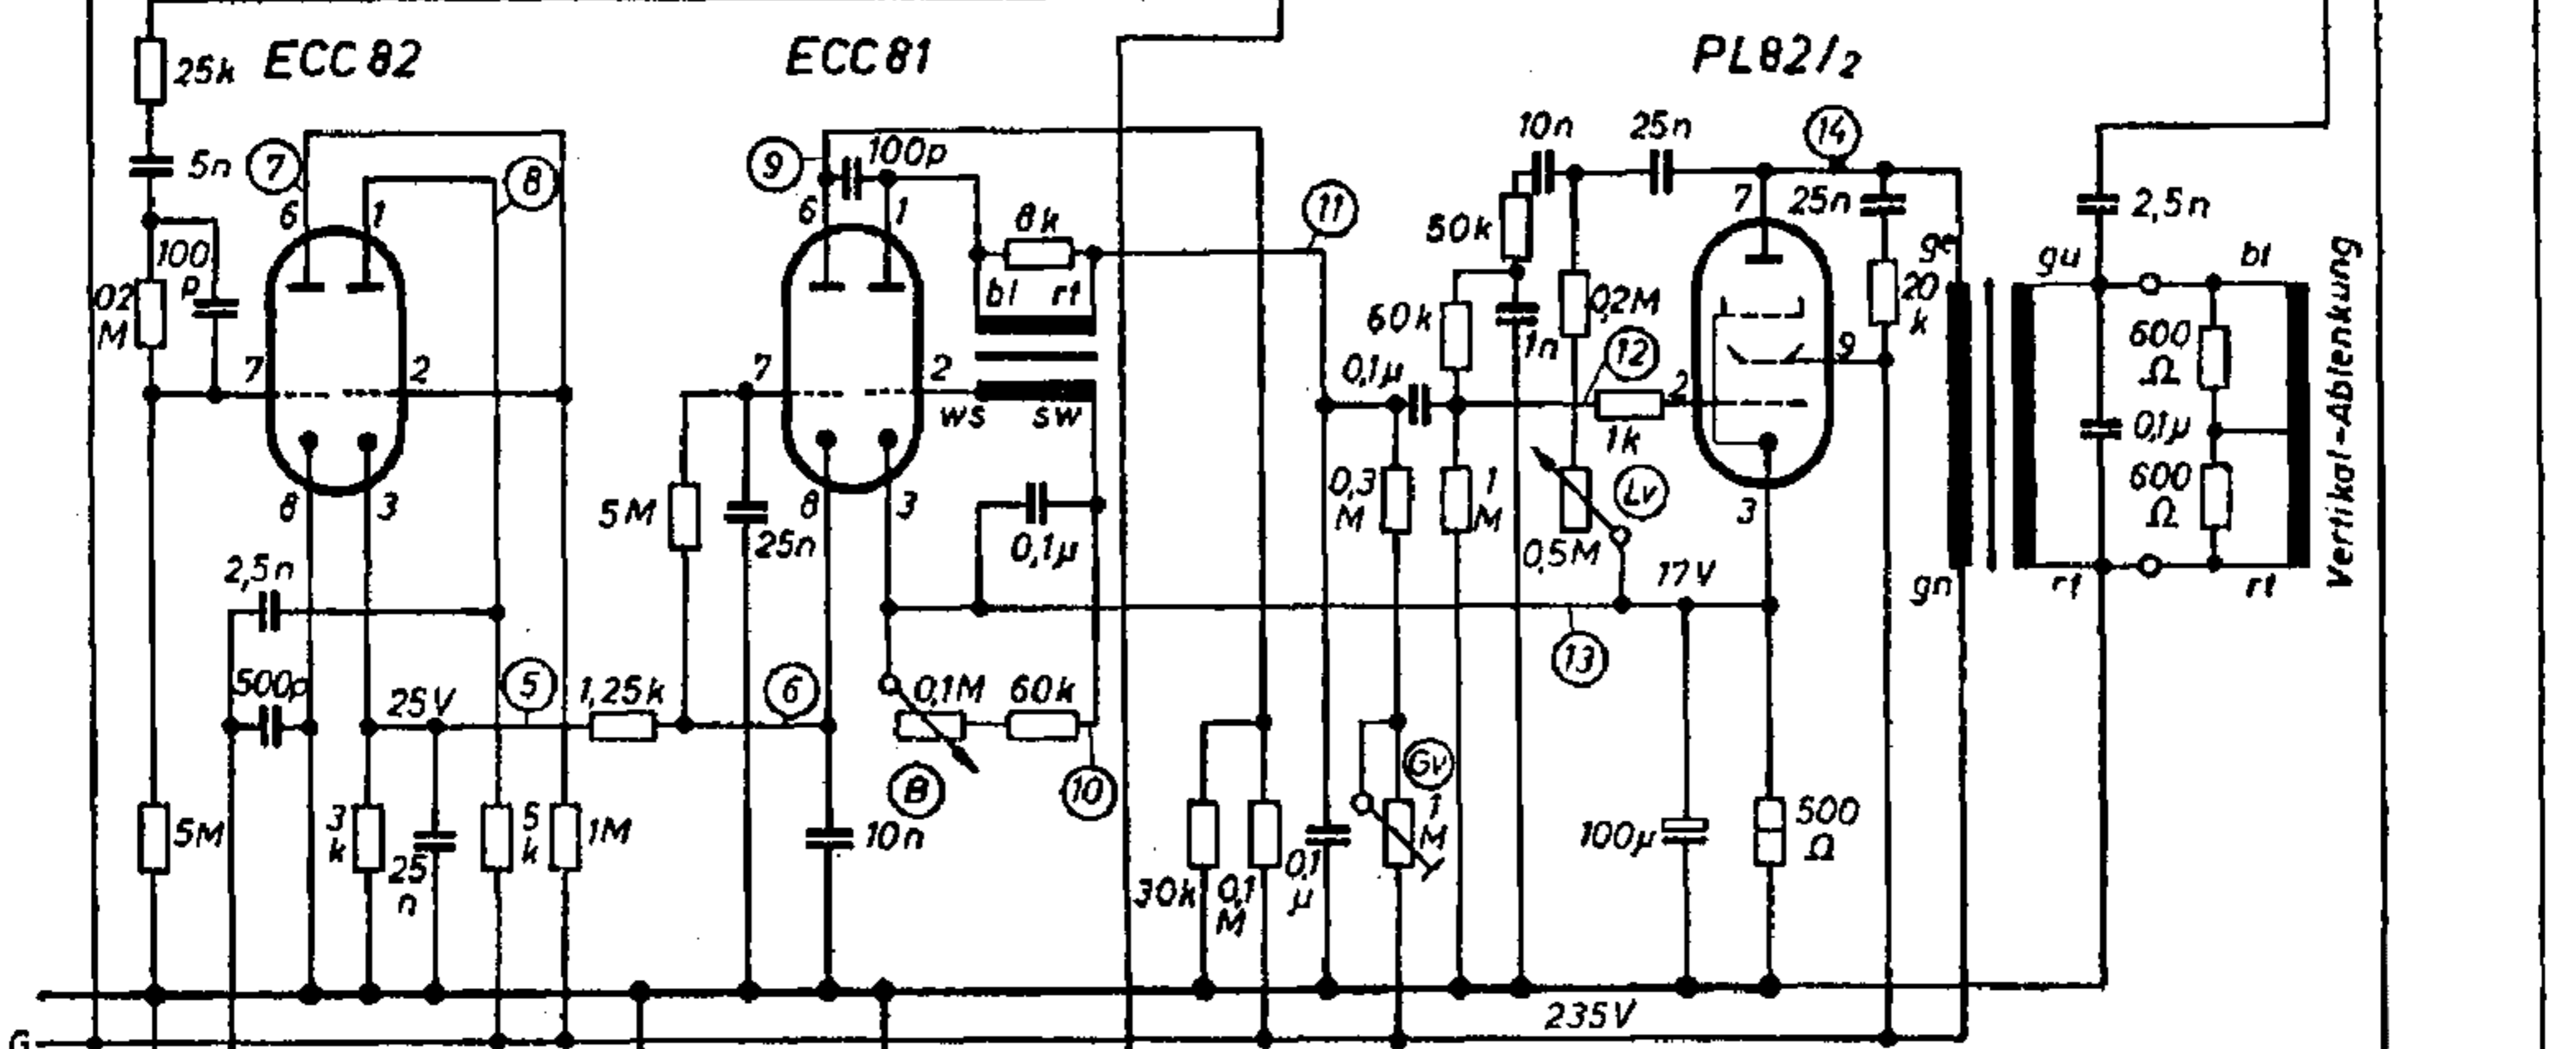 ECC 82
ECC 81
PL82/2
25k
5n
7
6
1
8
100
p
02
M
7
2
8
3
2,5n
500p
25V
5
1,25k
5M
3
k
25
n
5
k
1M
9
100p
6
1
8k
bl
rt
7
2
ws
sw
5M
25n
8
3
0,1µ
6
0,1M
60k
B
10
10n
11
10n
25n
14
50k
7
25n
60k
1n
0,2M
12
9
20
k
0,1µ
2
1k
0,3
M
1
M
Lv
0,5M
3
17V
13
Gv
1
M
30k
0,1
M
0,1
µ
100µ
500
Ω
235V
ge
gn
gu
rt
2,5n
bl
600
Ω
0,1µ
600
Ω
rt
Vertikal-Ablenkung
G